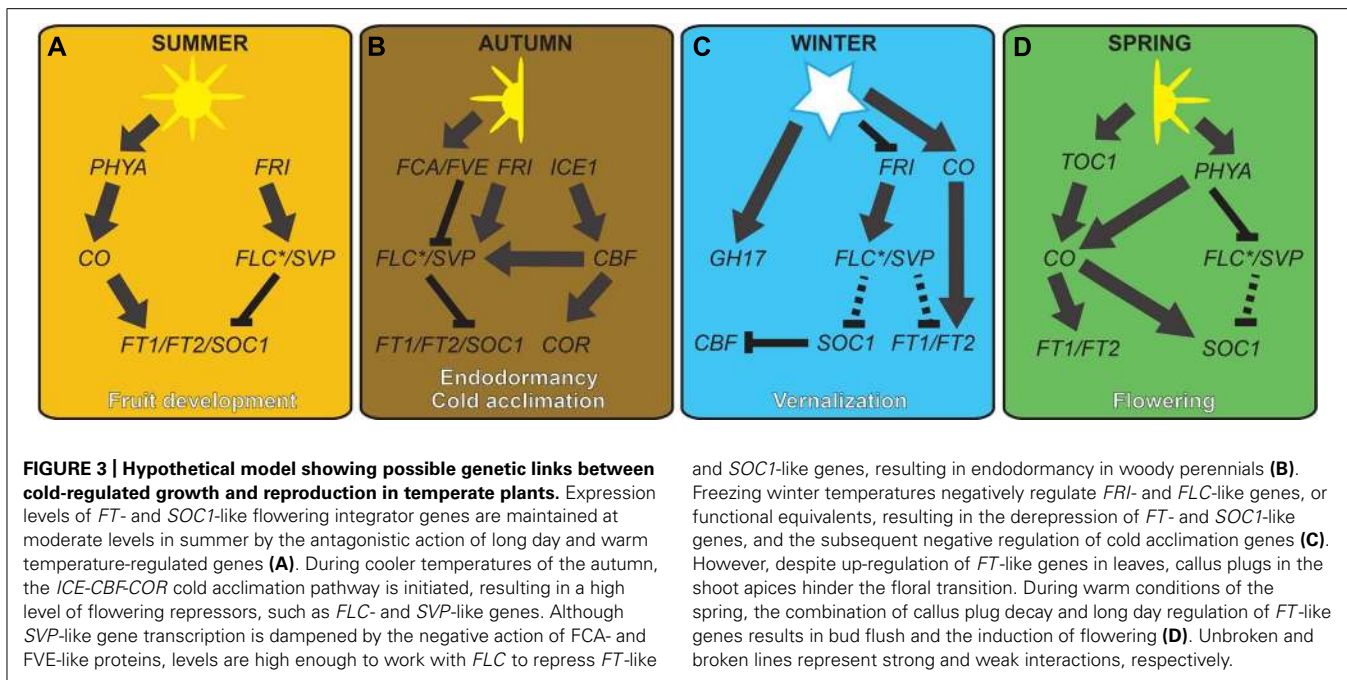 A SUMMER
PHYA FRI
CO FLC*/SVP
FT1/FT2/SOC1
Fruit development
B AUTUMN
FCA/FVE FRI ICE1
FLC*/SVP CBF
FT1/FT2/SOC1 COR
Endodormancy
Cold acclimation
C WINTER
FRI CO
GH17 FLC*/SVP
CBF SOC1 FT1/FT2
Vernalization
D SPRING
TOC1 PHYA
CO FLC*/SVP
FT1/FT2 SOC1
Flowering
FIGURE 3 | Hypothetical model showing possible genetic links between
cold-regulated growth and reproduction in temperate plants. Expression
levels of FT- and SOC1-like flowering integrator genes are maintained at
moderate levels in summer by the antagonistic action of long day and warm
temperature-regulated genes (A). During cooler temperatures of the autumn,
the ICE-CBF-COR cold acclimation pathway is initiated, resulting in a high
level of flowering repressors, such as FLC- and SVP-like genes. Although
SVP-like gene transcription is dampened by the negative action of FCA- and
FVE-like proteins, levels are high enough to work with FLC to repress FT-like
and SOC1-like genes, resulting in endodormancy in woody perennials (B).
Freezing winter temperatures negatively regulate FRI- and FLC-like genes, or
functional equivalents, resulting in the derepression of FT- and SOC1-like
genes, and the subsequent negative regulation of cold acclimation genes (C).
However, despite up-regulation of FT-like genes in leaves, callus plugs in the
shoot apices hinder the floral transition. During warm conditions of the
spring, the combination of callus plug decay and long day regulation of FT-like
genes results in bud flush and the induction of flowering (D). Unbroken and
broken lines represent strong and weak interactions, respectively.